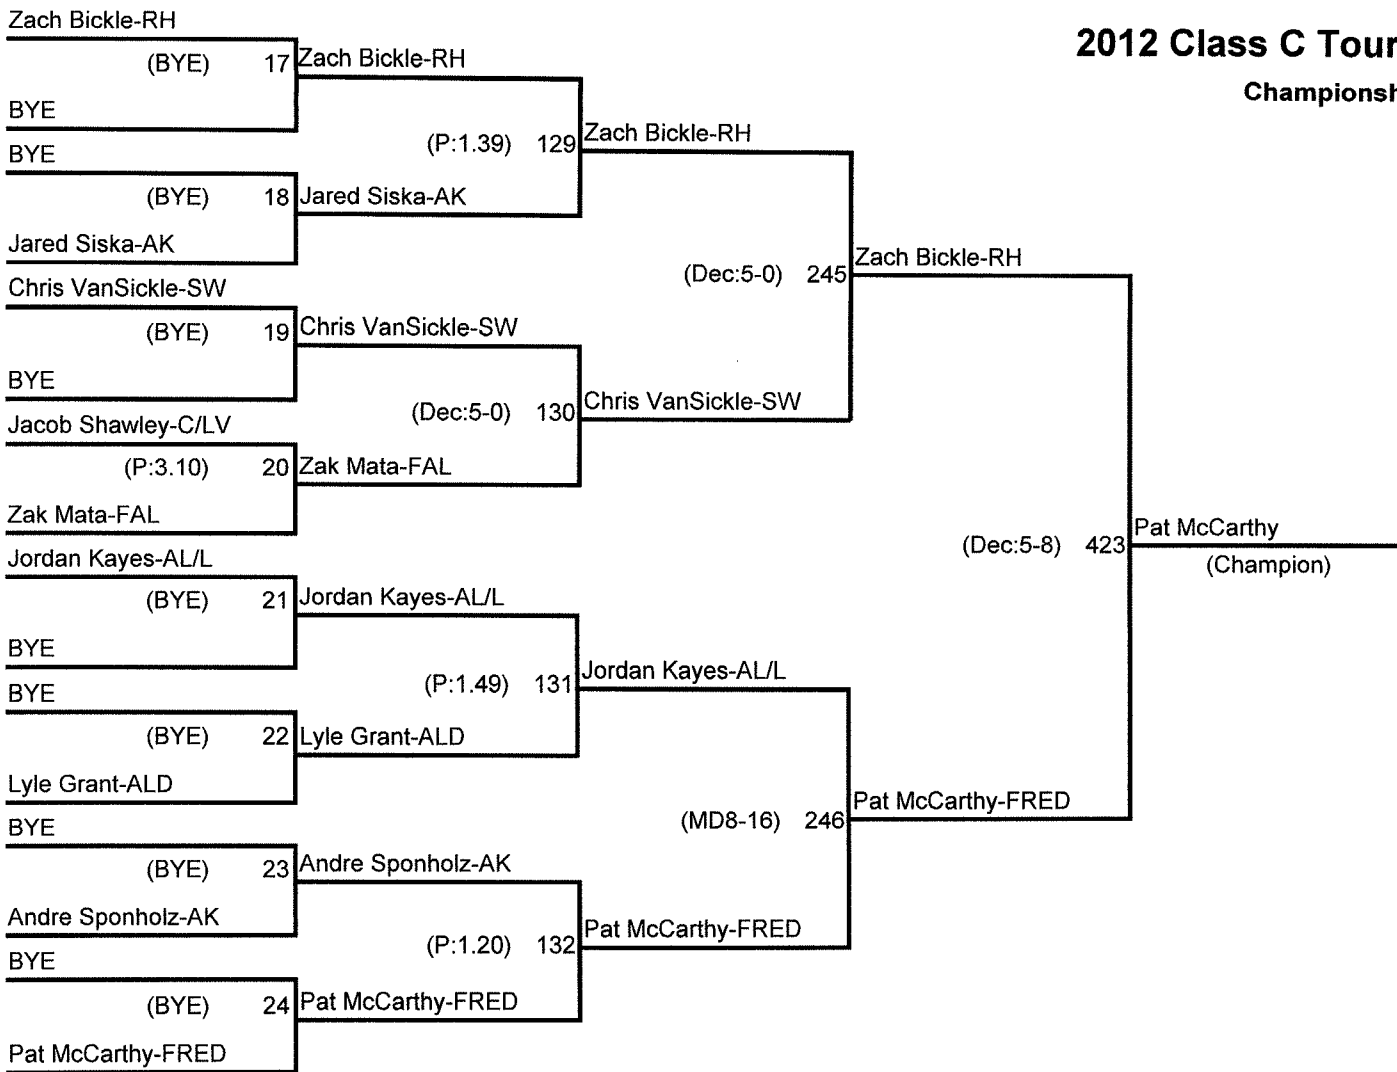 2012 Class C Tour
Championsh
Zach Bickle-RH
(BYE) 17
BYE
Zach Bickle-RH
BYE
(BYE) 18
Jared Siska-AK
Jared Siska-AK
(P:1.39) 129
Zach Bickle-RH
Chris VanSickle-SW
(BYE) 19
BYE
Chris VanSickle-SW
Jacob Shawley-C/LV
(P:3.10) 20
Zak Mata-FAL
Zak Mata-FAL
(Dec:5-0) 130
Chris VanSickle-SW
(Dec:5-0) 245
Zach Bickle-RH
Jordan Kayes-AL/L
(BYE) 21
BYE
Jordan Kayes-AL/L
BYE
(BYE) 22
Lyle Grant-ALD
Lyle Grant-ALD
(P:1.49) 131
Jordan Kayes-AL/L
BYE
(BYE) 23
Andre Sponholz-AK
Andre Sponholz-AK
BYE
(BYE) 24
Pat McCarthy-FRED
Pat McCarthy-FRED
(P:1.20) 132
Pat McCarthy-FRED
(MD8-16) 246
Pat McCarthy-FRED
(Dec:5-8) 423
Pat McCarthy
(Champion)